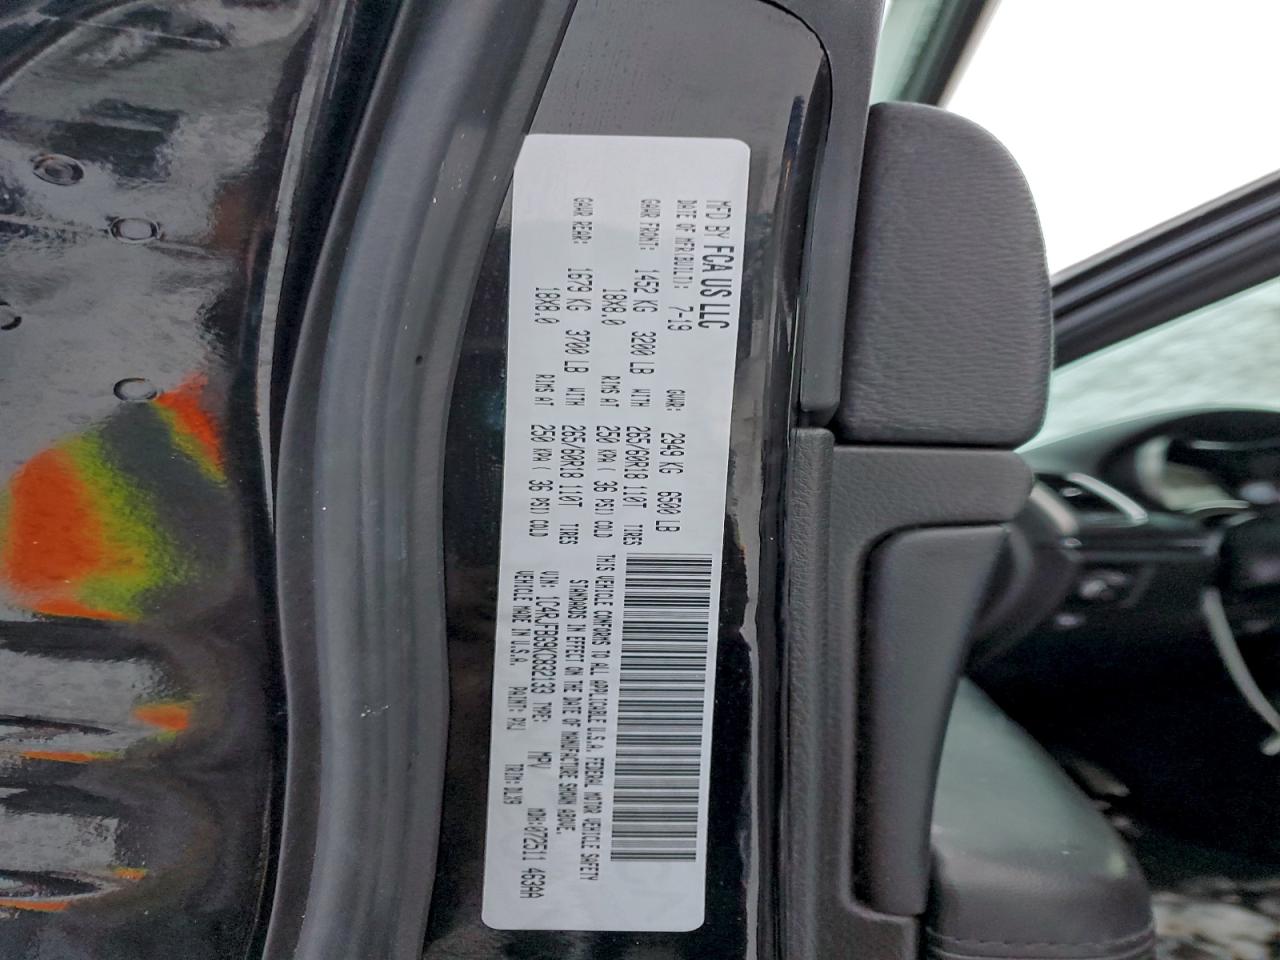 MFD BY FCA US LLC
DATE OF MFR(BUILT): 7-19 GVWR: 2949 KG 6500 LB
GAWR FRONT: 1452 KG 3200 LB WITH 265/60R18 110T TIRES
18X8.0 RIMS AT 250 KPA( 36 PSI) COLD
GAWR REAR: 1679 KG 3700 LB WITH 265/60R18 110T TIRES
18X8.0 RIMS AT 250 KPA( 36 PSI) COLD
THIS VEHICLE CONFORMS TO ALL APPLICABLE U.S.A. FEDERAL MOTOR VEHICLE SAFETY
STANDARDS IN EFFECT ON THE DATE OF MANUFACTURE SHOWN ABOVE.
VIN: 1C4RJFBG9KC832133 TYPE: MPV MDH:072511 463AA
VEHICLE MADE IN U.S.A. PAINT: PXJ TRIM: DLX9